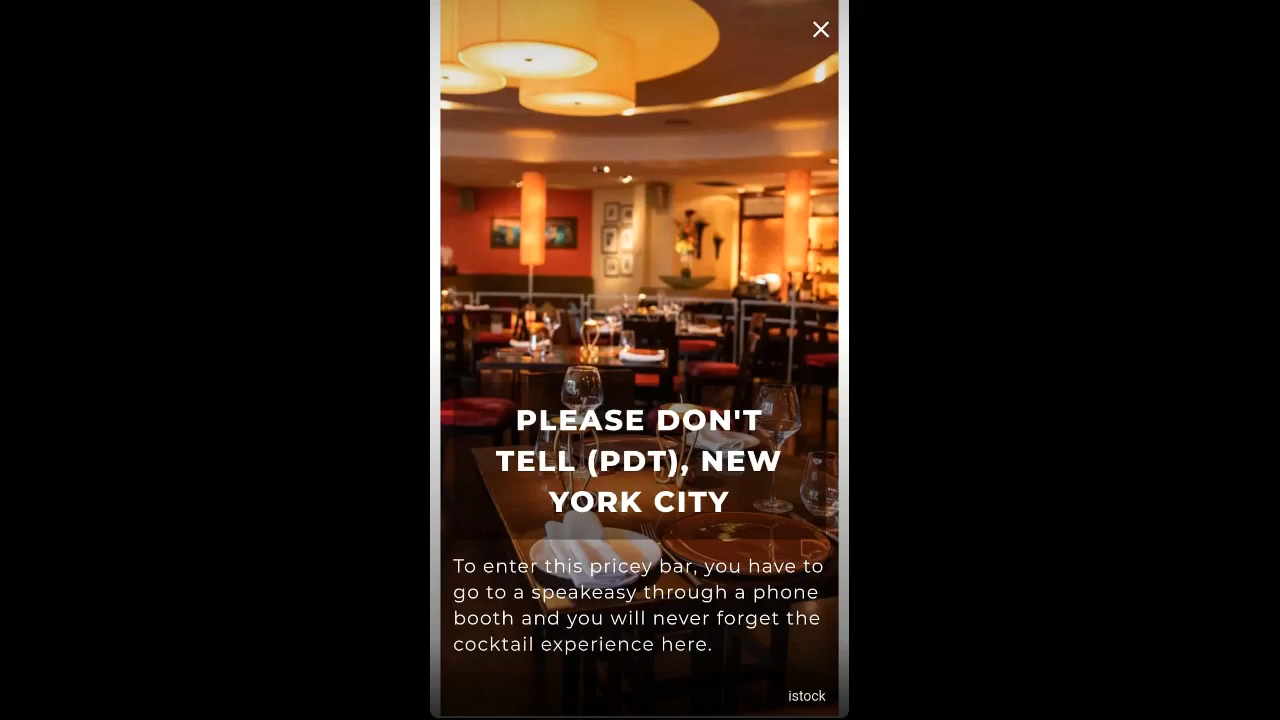 PLEASE DON'T
TELL (PDT), NEW
YORK CITY
To enter this pricey bar, you have to
go to a speakeasy through a phone
booth and you will never forget the
cocktail experience here.
istock